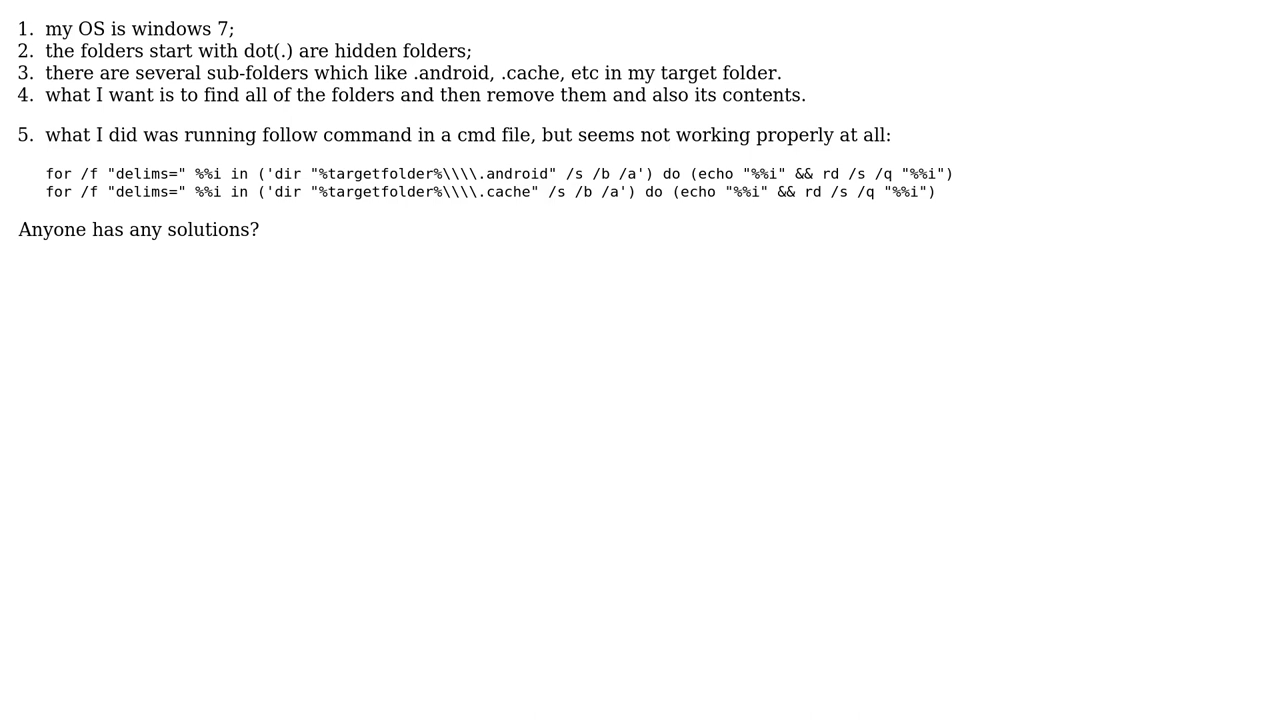 1. my OS is windows 7;
2. the folders start with dot(.) are hidden folders;
3. there are several sub-folders which like .android, .cache, etc in my target folder.
4. what I want is to find all of the folders and then remove them and also its contents.
5. what I did was running follow command in a cmd file, but seems not working properly at all:
for /f "delims=" %%i in ('dir "%targetfolder%\\\\.android" /s /b /a') do (echo "%%i" && rd /s /q "%%i")
for /f "delims=" %%i in ('dir "%targetfolder%\\\\.cache" /s /b /a') do (echo "%%i" && rd /s /q "%%i")
Anyone has any solutions?